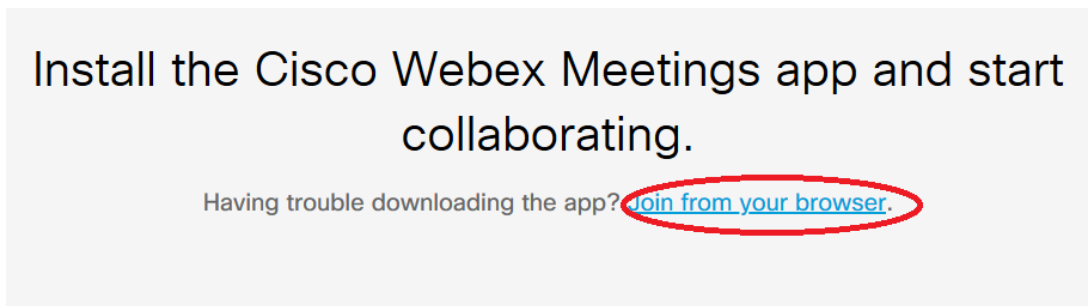 Install the Cisco Webex Meetings app and start
collaborating.
Having trouble downloading the app? Join from your browser.